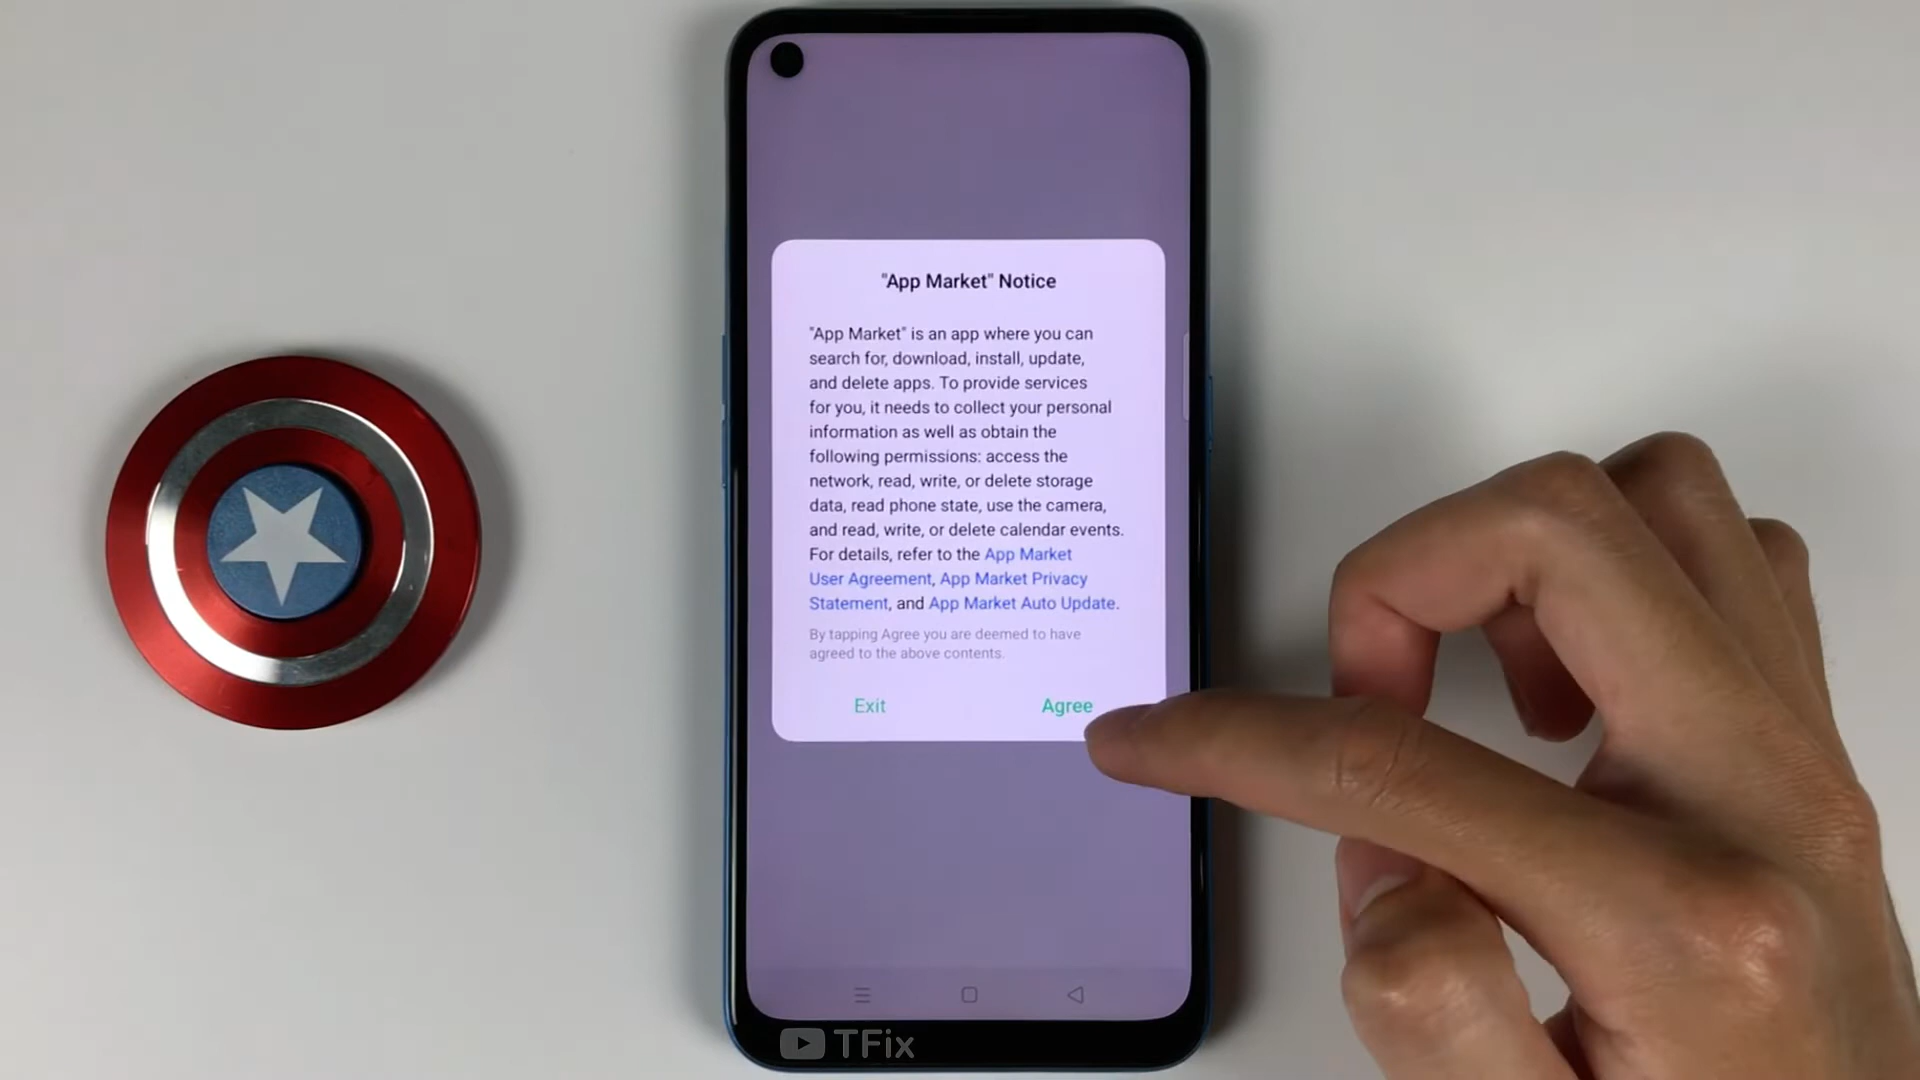 "App Market" Notice
"App Market" is an app where you can
search for, download, install, update,
and delete apps. To provide services
for you, it needs to collect your personal
information as well as obtain the
following permissions: access the
network, read, write, or delete storage
data, read phone state, use the camera,
and read, write, or delete calendar events.
For details, refer to the App Market
User Agreement, App Market Privacy
Statement, and App Market Auto Update.
By tapping Agree you are deemed to have
agreed to the above contents.
Exit Agree
TFix